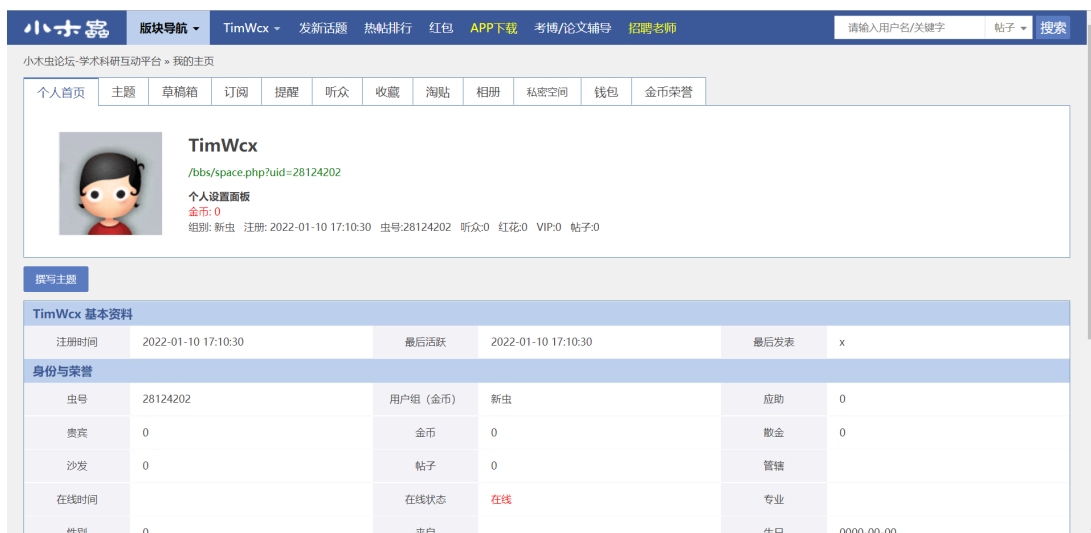 小木蟲 版块导航 TimWcx 发新话题 热帖排行 红包 APP下载 考博/论文辅导 招聘老师 请输入用户名/关键字 帖子 搜索
小木虫论坛-学术科研互动平台 » 我的主页
个人首页 主题 草稿箱 订阅 提醒 听众 收藏 淘贴 相册 私密空间 钱包 金币荣誉
TimWcx
/bbs/space.php?uid=28124202
个人设置面板
金币: 0
组别: 新虫 注册: 2022-01-10 17:10:30 虫号:28124202 听众:0 红花:0 VIP:0 帖子:0
撰写主题
TimWcx 基本资料
注册时间 2022-01-10 17:10:30 最后活跃 2022-01-10 17:10:30 最后发表 x
身份与荣誉
虫号 28124202 用户组（金币） 新虫 应助 0
贵宾 0 金币 0 散金 0
沙发 0 帖子 0 管辖
在线时间 在线状态 在线 专业
性别 0 来自 生日 0000-00-00